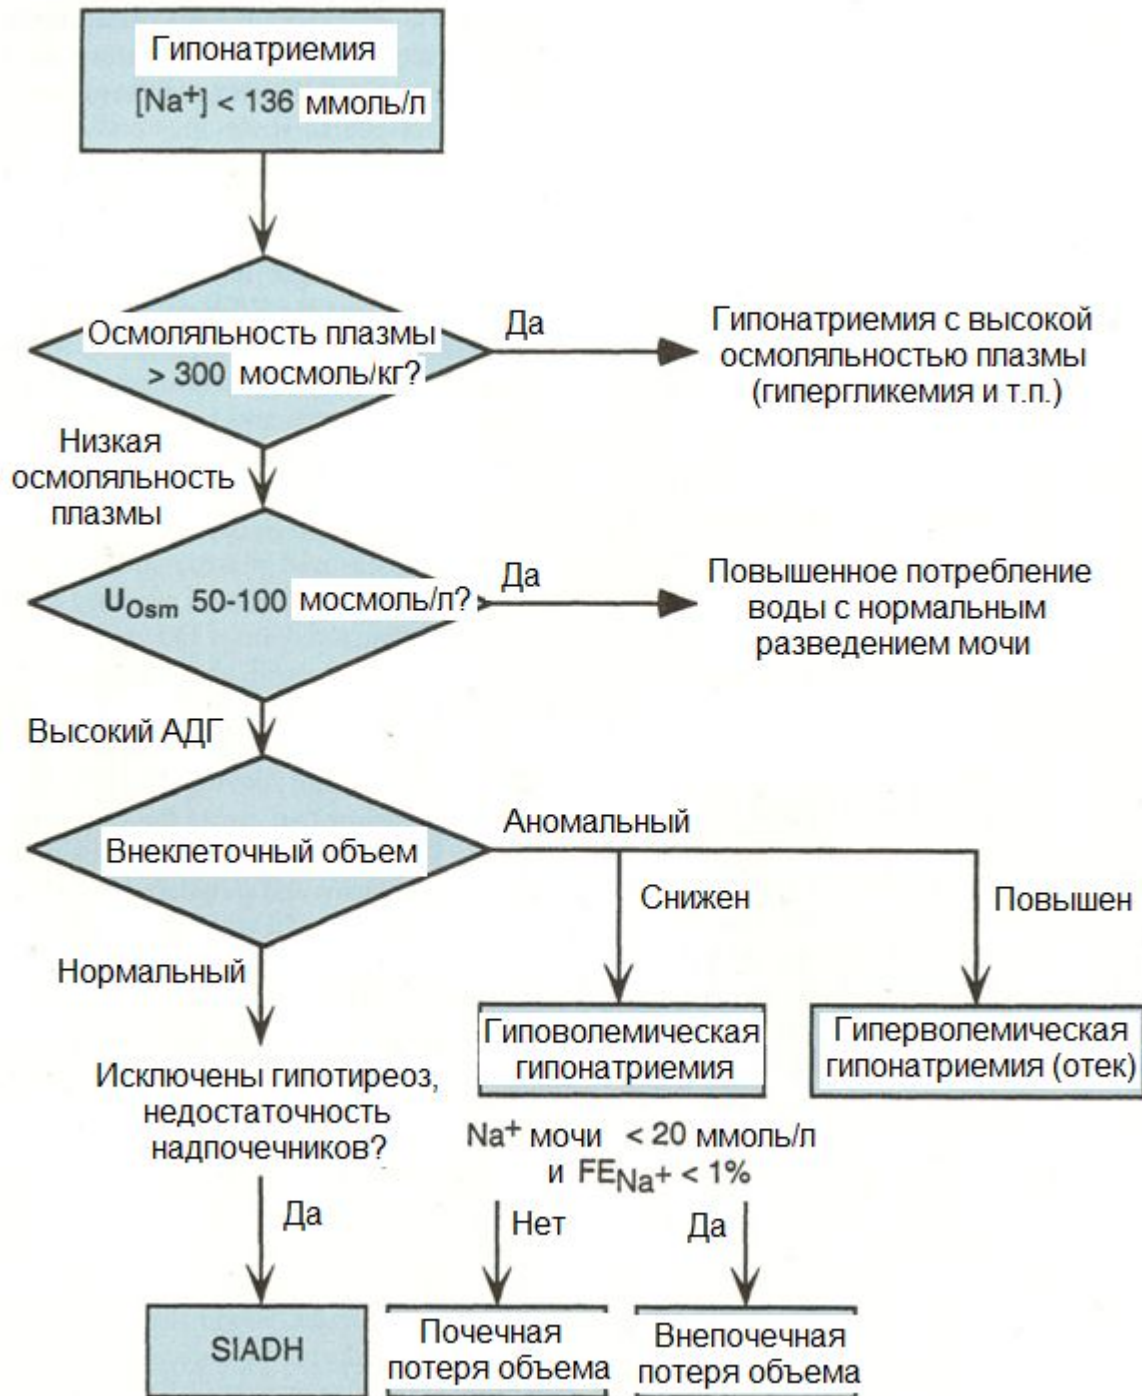 Гипонатриемия
[Na+] < 136 ммоль/л
Осмоляльность плазмы
> 300 мосмоль/кг?
Да
Гипонатриемия с высокой
осмоляльностью плазмы
(гипергликемия и т.п.)
Низкая
осмоляльность
плазмы
UOsm 50-100 мосмоль/л?
Да
Повышенное потребление
воды с нормальным
разведением мочи
Высокий АДГ
Внеклеточный объем
Аномальный
Снижен
Повышен
Нормальный
Гиповолемическая
гипонатриемия
Гиперволемическая
гипонатриемия (отек)
Исключены гипотиреоз,
недостаточность
надпочечников?
Na+ мочи < 20 ммоль/л
и FENa+ < 1%
Да
Нет
Да
SIADH
Почечная
потеря объема
Внепочечная
потеря объема